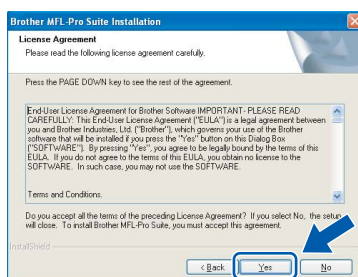 Brother MFL-Pro Suite Installation
License Agreement
Please read the following license agreement carefully.
Press the PAGE DOWN key to see the rest of the agreement.
End-User License Agreement for Brother Software IMPORTANT- PLEASE READ
CAREFULLY: This End-User License Agreement ("EULA") is a legal agreement between
you and Brother Industries, Ltd. ("Brother"), which governs your use of the Brother
software that will be installed if you press the "Yes" button on this Dialog Box
("SOFTWARE"). By pressing "Yes", you agree to be legally bound by the terms of this
EULA. If you do not agree to the terms of this EULA, you obtain no license to the
SOFTWARE. In such case, you may not use the SOFTWARE.
Terms and Conditions.
Do you accept all the terms of the preceding License Agreement? If you select No, the setup
will close. To install Brother MFL-Pro Suite, you must accept this agreement.
InstallShield
< Back
Yes
No